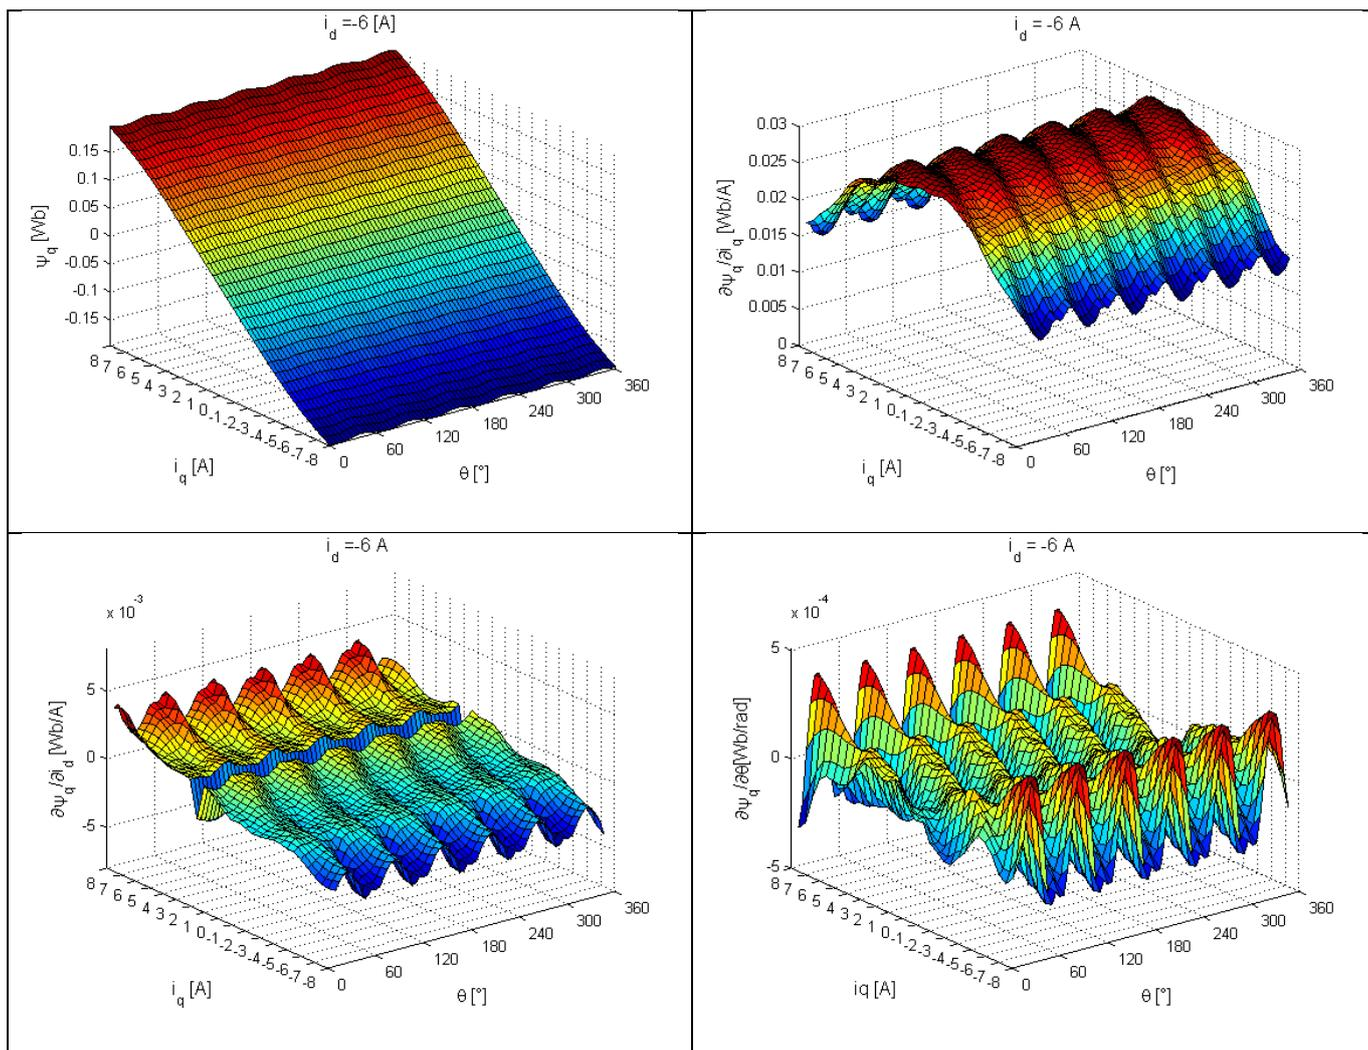 i_d =-6 [A]
ψ_q [Wb]
0.15
0.1
0.05
0
-0.05
-0.1
-0.15
8 7 6 5 4 3 2 1 0 -1 -2 -3 -4 -5 -6 -7 -8
i_q [A]
0 60 120 180 240 300 360
θ [°]
i_d = -6 A
∂ψ_q/∂i_q [Wb/A]
0.03
0.025
0.02
0.015
0.01
0.005
0
8 7 6 5 4 3 2 1 0 -1 -2 -3 -4 -5 -6 -7 -8
i_q [A]
0 60 120 180 240 300 360
θ [°]
i_d =-6 A
x 10^-3
∂ψ_q/∂i_d [Wb/A]
5
0
-5
8 7 6 5 4 3 2 1 0 -1 -2 -3 -4 -5 -6 -7 -8
i_q [A]
0 60 120 180 240 300 360
θ [°]
i_d = -6 A
x 10^-4
∂ψ_q/∂θ[Wb/rad]
5
0
-5
8 7 6 5 4 3 2 1 0 -1 -2 -3 -4 -5 -6 -7 -8
iq [A]
0 60 120 180 240 300 360
θ [°]